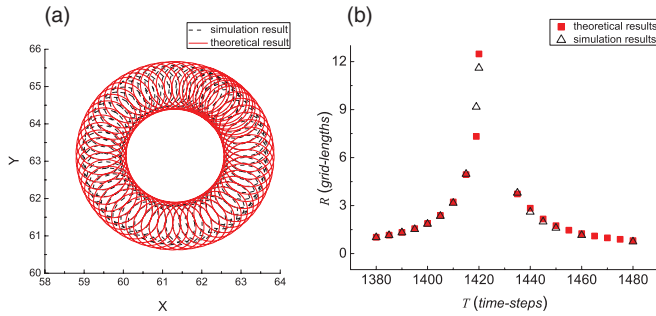 (a)
simulation result
theoretical result
66
65
64
63
62
61
60
Y
58 59 60 61 62 63 64
X
(b)
theoretical results
simulation results
12
9
6
3
0
R (grid-lengths)
1380 1400 1420 1440 1460 1480
T (time-steps)